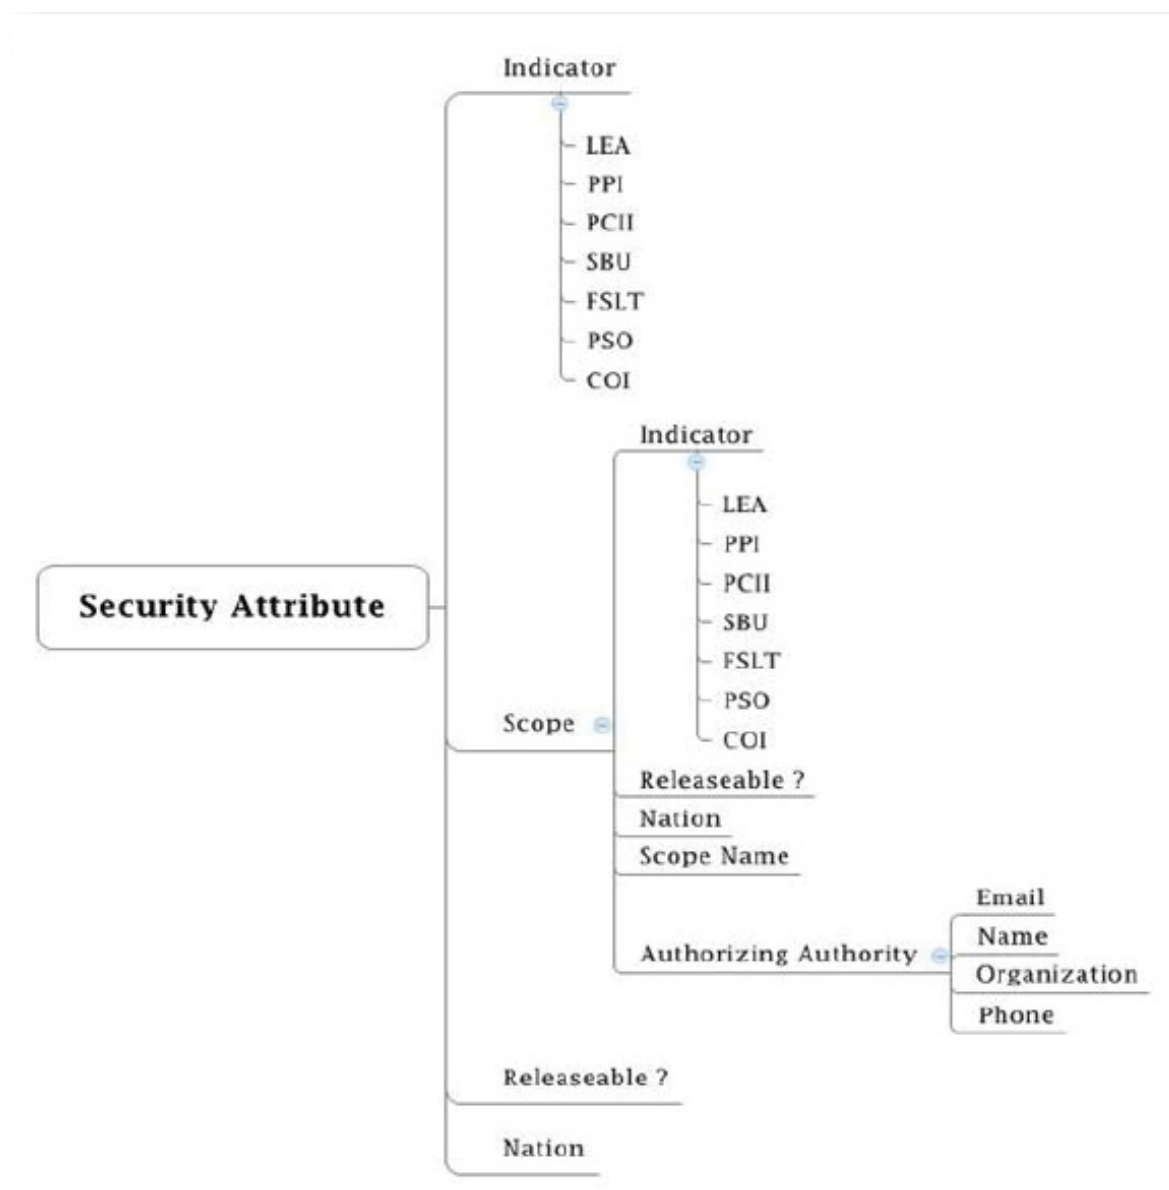 Indicator
LEA
PPI
PCII
SBU
FSLT
PSO
COI
Indicator
LEA
PPI
PCII
SBU
FSLT
PSO
COI
Security Attribute
Scope
Releaseable ?
Nation
Scope Name
Authorizing Authority
Email
Name
Organization
Phone
Releaseable ?
Nation